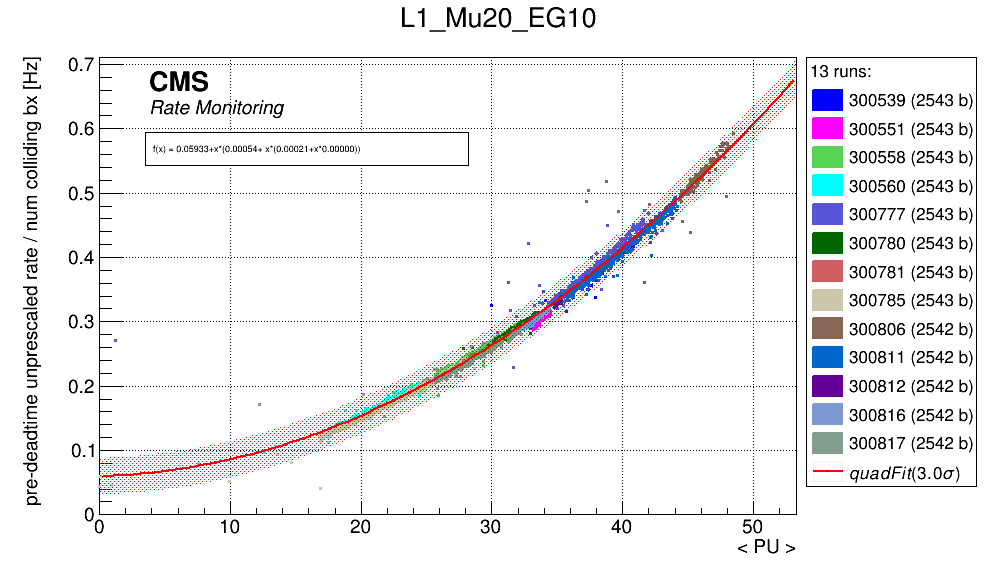 L1_Mu20_EG10
pre-deadtime unprescaled rate / num colliding bx [Hz]
CMS
Rate Monitoring
f(x) = 0.05933+x*(0.00054+ x*(0.00021+x*0.00000))
0.7
0.6
0.5
0.4
0.3
0.2
0.1
0
0 10 20 30 40 50
< PU >
13 runs:
300539 (2543 b)
300551 (2543 b)
300558 (2543 b)
300560 (2543 b)
300777 (2543 b)
300780 (2543 b)
300781 (2543 b)
300785 (2543 b)
300806 (2542 b)
300811 (2542 b)
300812 (2542 b)
300816 (2542 b)
300817 (2542 b)
quadFit(3.0σ)